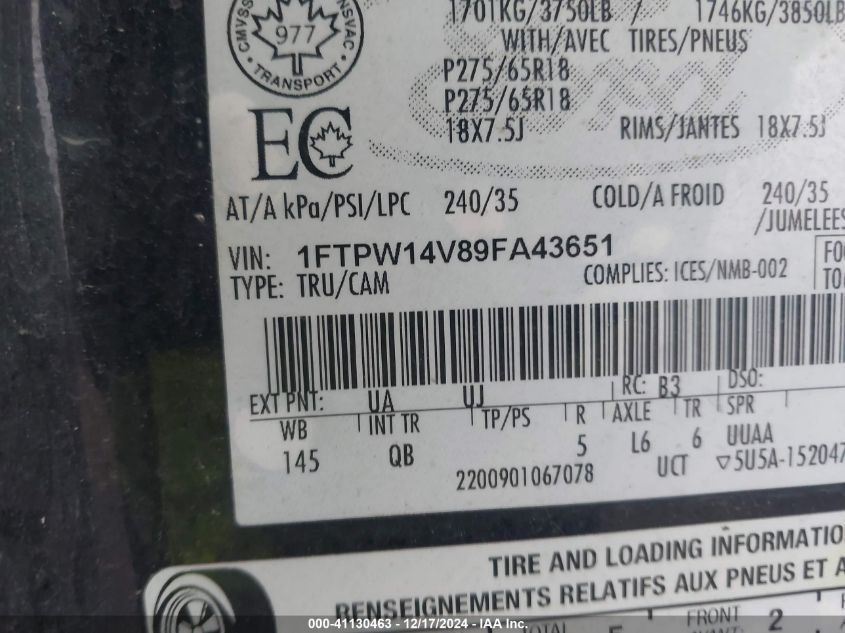 CMVSS NSVAC
977
TRANSPORT
1701KG/3750LB / 1746KG/3850LB
WITH/AVEC TIRES/PNEUS
P275/65R18
P275/65R18
18X7.5J RIMS/JANTES 18X7.5J
EC
AT/A kPa/PSI/LPC 240/35 COLD/A FROID 240/35
/JUMELEES
VIN: 1FTPW14V89FA43651
TYPE: TRU/CAM COMPLIES: ICES/NMB-002
EXT PNT: UA UJ RC: B3 DSO:
WB INT TR TP/PS R AXLE TR SPR
145 QB 5 L6 6 UUAA
2200901067078 UCT ▽5U5A-152047
TIRE AND LOADING INFORMATIO
RENSEIGNEMENTS RELATIFS AUX PNEUS ET A
FRONT 2
000-41130463 - 12/17/2024 - IAA Inc.